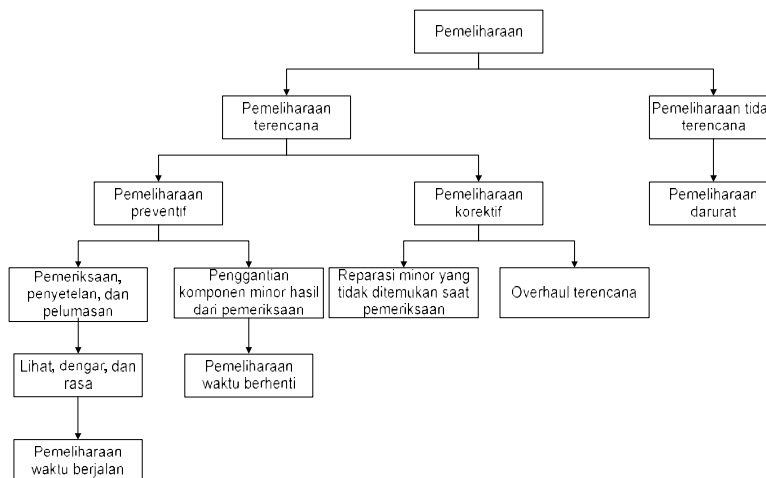 Pemeliharaan
Pemeliharaan
terencana
Pemeliharaan tida
terencana
Pemeliharaan
preventif
Pemeliharaan
korektif
Pemeliharaan
darurat
Pemeriksaan,
penyetelan, dan
pelumasan
Penggantian
komponen minor hasil
dari pemeriksaan
Reparasi minor yang
tidak ditemukan saat
pemeriksaan
Overhaul terencana
Lihat, dengar, dan
rasa
Pemeliharaan
waktu berhenti
Pemeliharaan
waktu berjalan